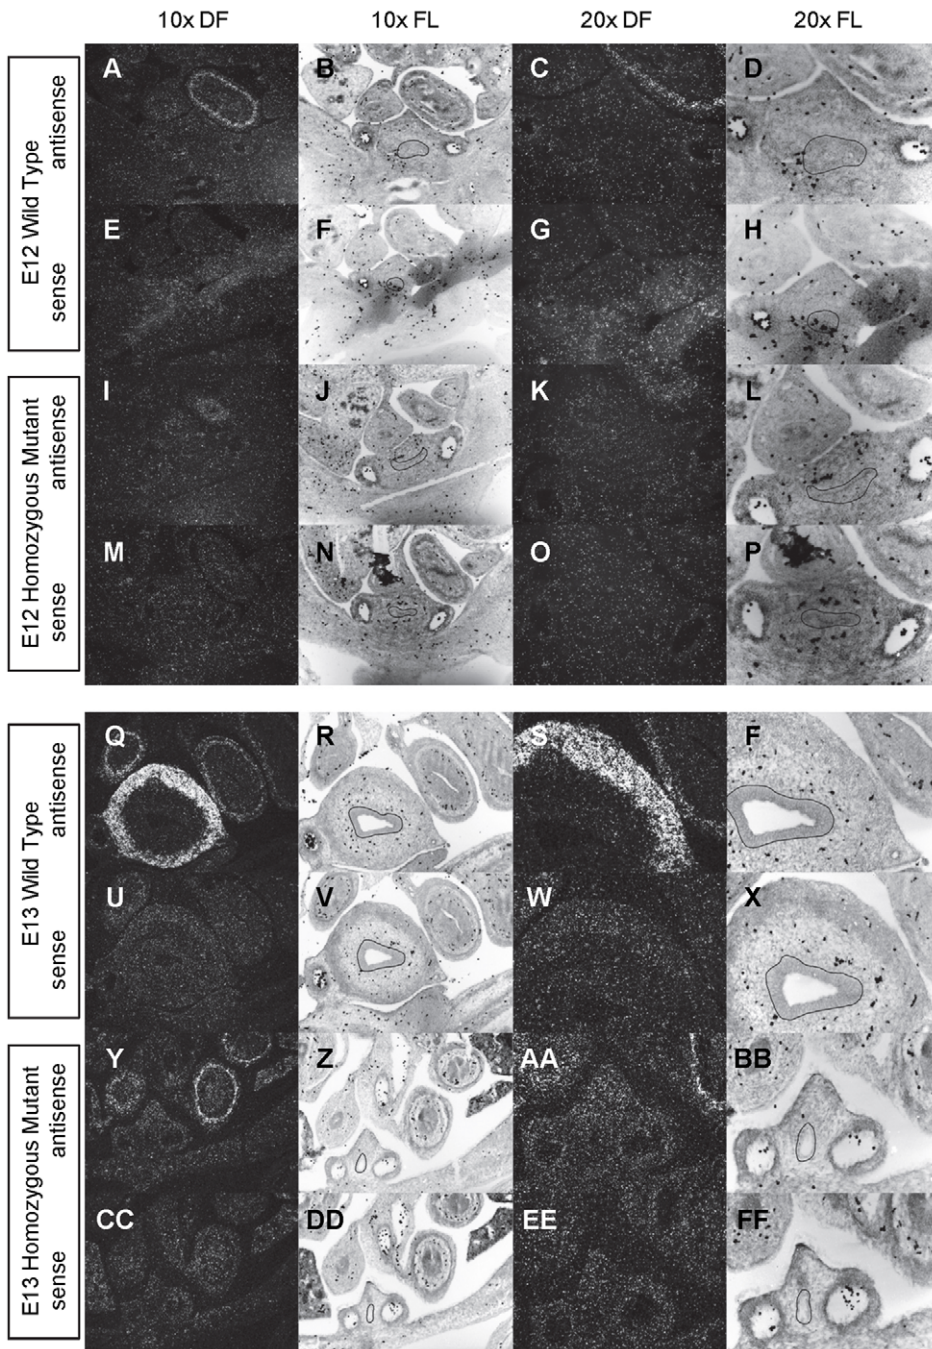 10x DF 10x FL 20x DF 20x FL
E12 Wild Type
antisense
sense
A B C D
E F G H
E12 Homozygous Mutant
antisense
sense
I J K L
M N O P
E13 Wild Type
antisense
sense
Q R S F
U V W X
E13 Homozygous Mutant
antisense
sense
Y Z AA BB
CC DD EE FF